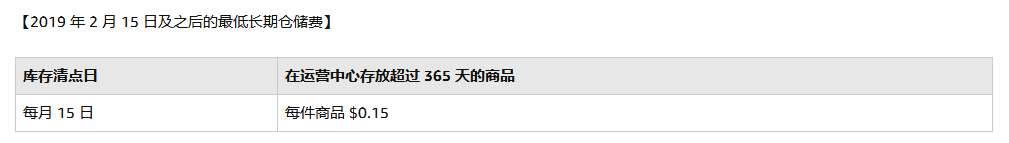 【2019 年 2 月 15 日及之后的最低长期仓储费】
库存清点日 在运营中心存放超过 365 天的商品
每月 15 日 每件商品 $0.15